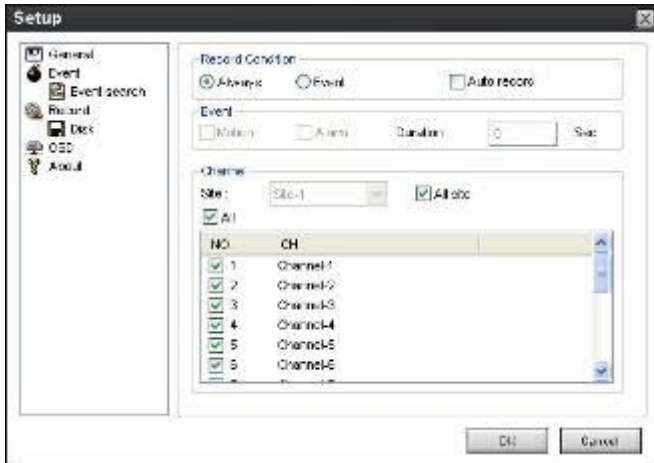 Setup
General
Event
Event search
Record
Disk
OSD
About
Record Condition
Always Event Auto record
Event
Motion Alarm Duration 0 Sec
Channel
Site : Site-1 All site
All
NO CH
1 Channel-1
2 Channel-2
3 Channel-3
4 Channel-4
5 Channel-5
6 Channel-6
OK Cancel